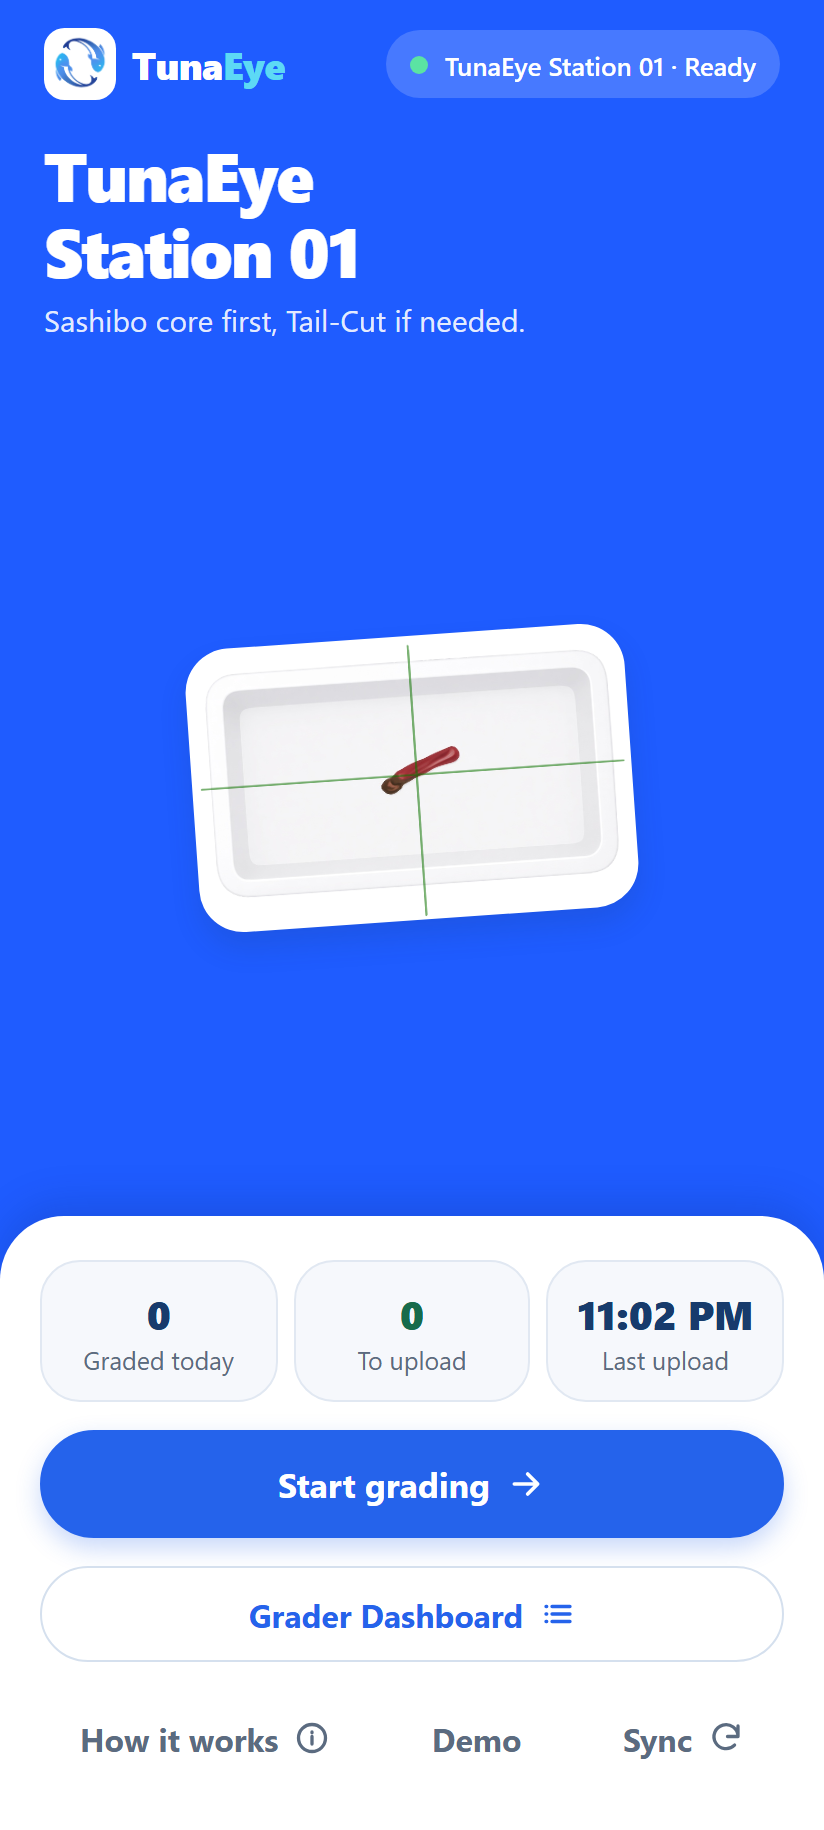 TunaEye
TunaEye Station 01 · Ready
TunaEye
Station 01
Sashibo core first, Tail-Cut if needed.
0
Graded today
0
To upload
11:02 PM
Last upload
Start grading
Grader Dashboard
How it works
Demo
Sync